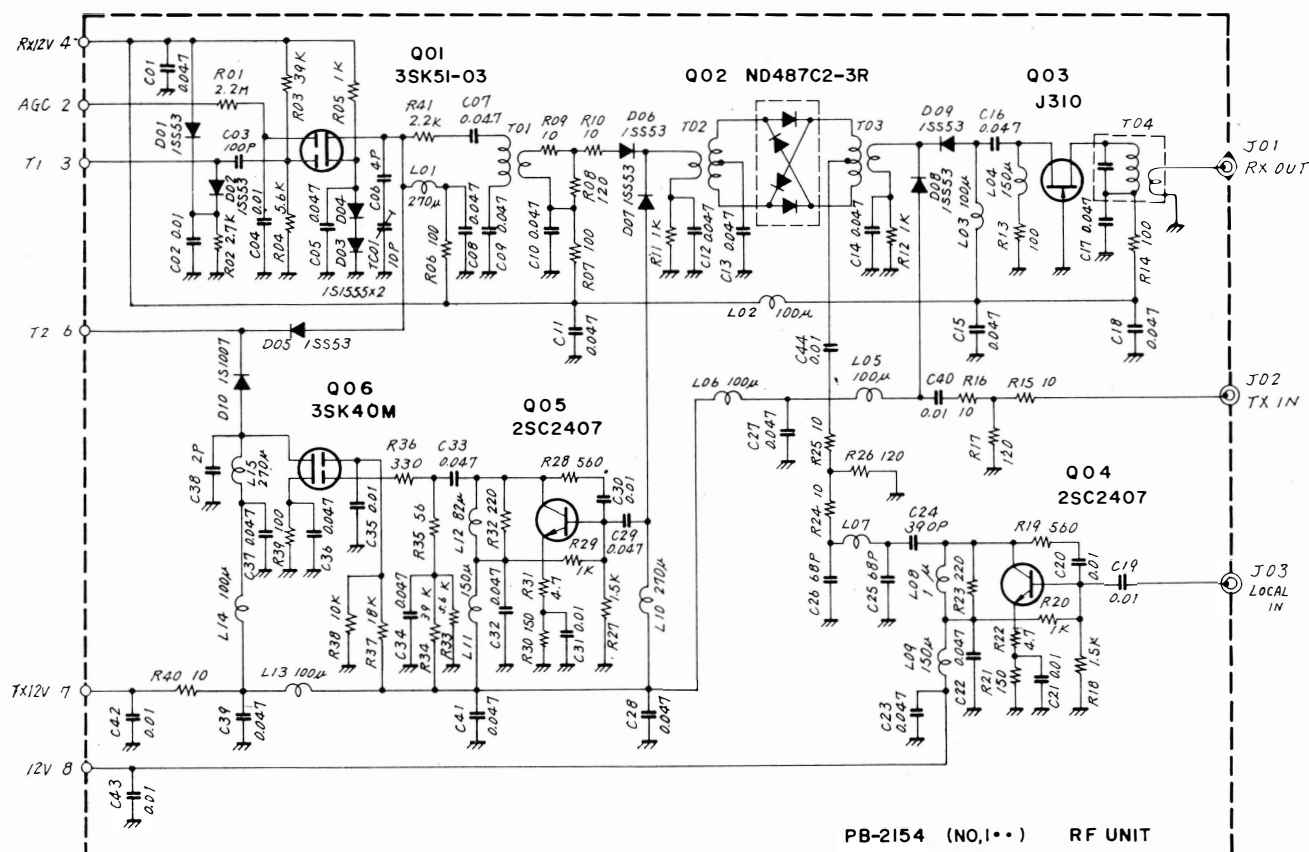 Rx12V 4
AGC 2
T1 3
T2 6
TX12V 7
12V 8
C01 0.047
R01 2.2M
D01 1SS53
C03 100P
D02 1SS53
C02 0.01
R02 2.7K
C04 0.01
R03 39K
R04 5.6K
R05 1K
Q01
3SK51-03
C05 0.047
D04
D03
1S1555×2
C06 4P
TC01 10P
R41 2.2K
C07 0.047
L01 270μ
R06 100
C08 0.047
C09 0.047
T01
R09 10
R10 10
D06 1SS53
R08 120
C10 0.047
R07 100
C11 0.047
D07 1SS53
Q02 ND487C2-3R
T02
R11 1K
C12 0.047
C13 0.047
T03
C14 0.047
R12 1K
L02 100μ
D09 1SS53
C16 0.047
D08 1SS53
L03 100μ
L04 150μ
R13 100
Q03
J310
T04
C17 0.047
R14 100
C15 0.047
C18 0.047
J01
RX OUT
D05 1SS53
D10 1S1007
Q06
3SK40M
C38 2P
L15 270μ
C37 0.047
R39 100
C36 0.047
C35 0.01
L14 100μ
R36 330
C33 0.047
R35 56
L12 82μ
R32 220
Q05
2SC2407
R28 560
C30 0.01
C29 0.047
R29 1K
R38 10K
R37 18K
C34 0.047
R34 39K
R33 5.6K
L11 150μ
C32 0.047
R31 4.7
R30 150
C31 0.01
R27 1.5K
L10 270μ
R40 10
L13 100μ
C42 0.01
C39 0.047
C41 0.047
C28 0.047
C43 0.01
L06 100μ
C27 0.047
L05 100μ
C44 0.01
R25 10
R26 120
R24 10
C40 0.01
R16 10
R15 10
R17 120
J02
TX IN
L07
C26 68P
C25 68P
C24 390P
L08 1μ
R23 220
Q04
2SC2407
R19 560
C20 0.01
C19 0.01
R20 1K
R22 4.7
L09 150μ
C22 0.047
R21 150
C21 0.01
R18 1.5K
C23 0.047
J03
LOCAL IN
PB-2154 (NO,1••) RF UNIT